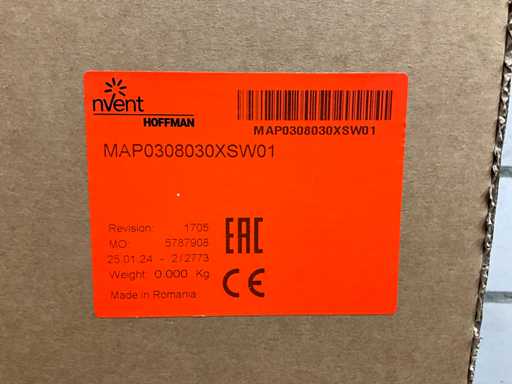 nvent
HOFFMAN
MAP0308030XSW01
MAP0308030XSW01
Revision: 1705
MO: 5787908
25.01.24 - 2/2773
Weight: 0.000 Kg
Made in Romania
EAC
CE